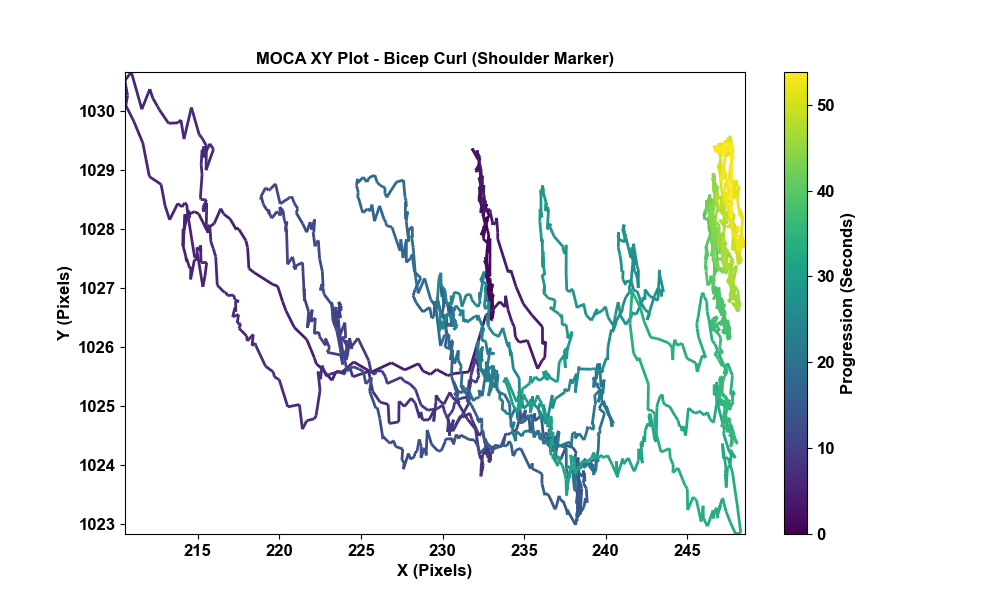 MOCA XY Plot - Bicep Curl (Shoulder Marker)
1030
1029
1028
1027
1026
1025
1024
1023
Y (Pixels)
215 220 225 230 235 240 245
X (Pixels)
50
40
30
20
10
0
Progression (Seconds)